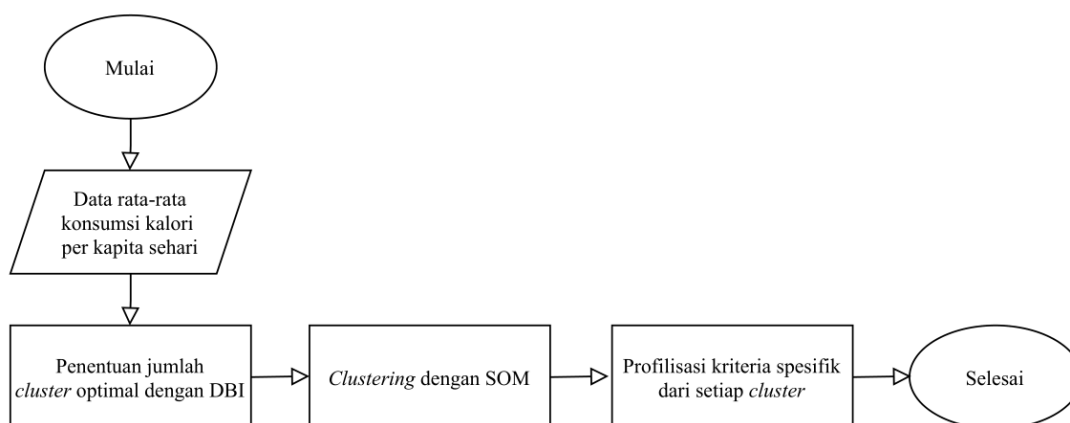 Mulai
Data rata-rata
konsumsi kalori
per kapita sehari
Penentuan jumlah
cluster optimal dengan DBI
Clustering dengan SOM
Profilisasi kriteria spesifik
dari setiap cluster
Selesai